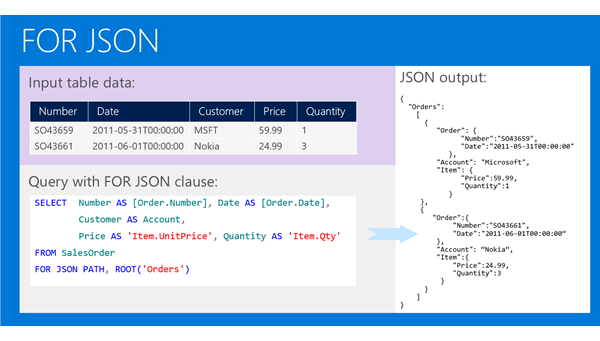 FOR JSON
Input table data:
Number Date Customer Price Quantity
SO43659 2011-05-31T00:00:00 MSFT 59.99 1
SO43661 2011-06-01T00:00:00 Nokia 24.99 3
Query with FOR JSON clause:
SELECT Number AS [Order.Number], Date AS [Order.Date],
Customer AS Account,
Price AS 'Item.UnitPrice', Quantity AS 'Item.Qty'
FROM SalesOrder
FOR JSON PATH, ROOT('Orders')
JSON output:
{
"Orders":
[
{
"Order": {
"Number":"SO43659",
"Date":"2011-05-31T00:00:00"
},
"Account": "Microsoft",
"Item": {
"Price":59.99,
"Quantity":1
}
},
{
"Order":{
"Number":"SO43661",
"Date":"2011-06-01T00:00:00“
},
"Account": “Nokia“,
"Item":{
"Price":24.99,
"Quantity":3
}
}
]
}